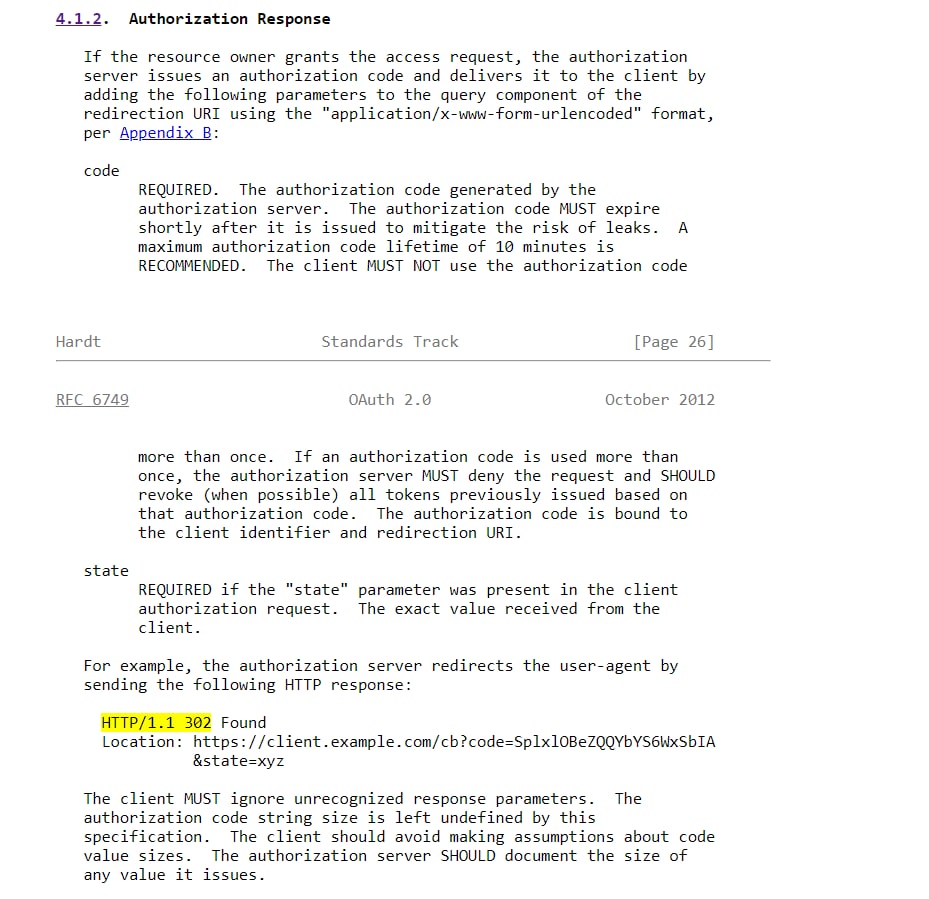 4.1.2. Authorization Response
If the resource owner grants the access request, the authorization
server issues an authorization code and delivers it to the client by
adding the following parameters to the query component of the
redirection URI using the "application/x-www-form-urlencoded" format,
per Appendix B:
code
REQUIRED. The authorization code generated by the
authorization server. The authorization code MUST expire
shortly after it is issued to mitigate the risk of leaks. A
maximum authorization code lifetime of 10 minutes is
RECOMMENDED. The client MUST NOT use the authorization code
Hardt Standards Track [Page 26]
RFC 6749 OAuth 2.0 October 2012
more than once. If an authorization code is used more than
once, the authorization server MUST deny the request and SHOULD
revoke (when possible) all tokens previously issued based on
that authorization code. The authorization code is bound to
the client identifier and redirection URI.
state
REQUIRED if the "state" parameter was present in the client
authorization request. The exact value received from the
client.
For example, the authorization server redirects the user-agent by
sending the following HTTP response:
HTTP/1.1 302 Found
Location: https://client.example.com/cb?code=SplxlOBeZQQYbYS6WxSbIA
&state=xyz
The client MUST ignore unrecognized response parameters. The
authorization code string size is left undefined by this
specification. The client should avoid making assumptions about code
value sizes. The authorization server SHOULD document the size of
any value it issues.